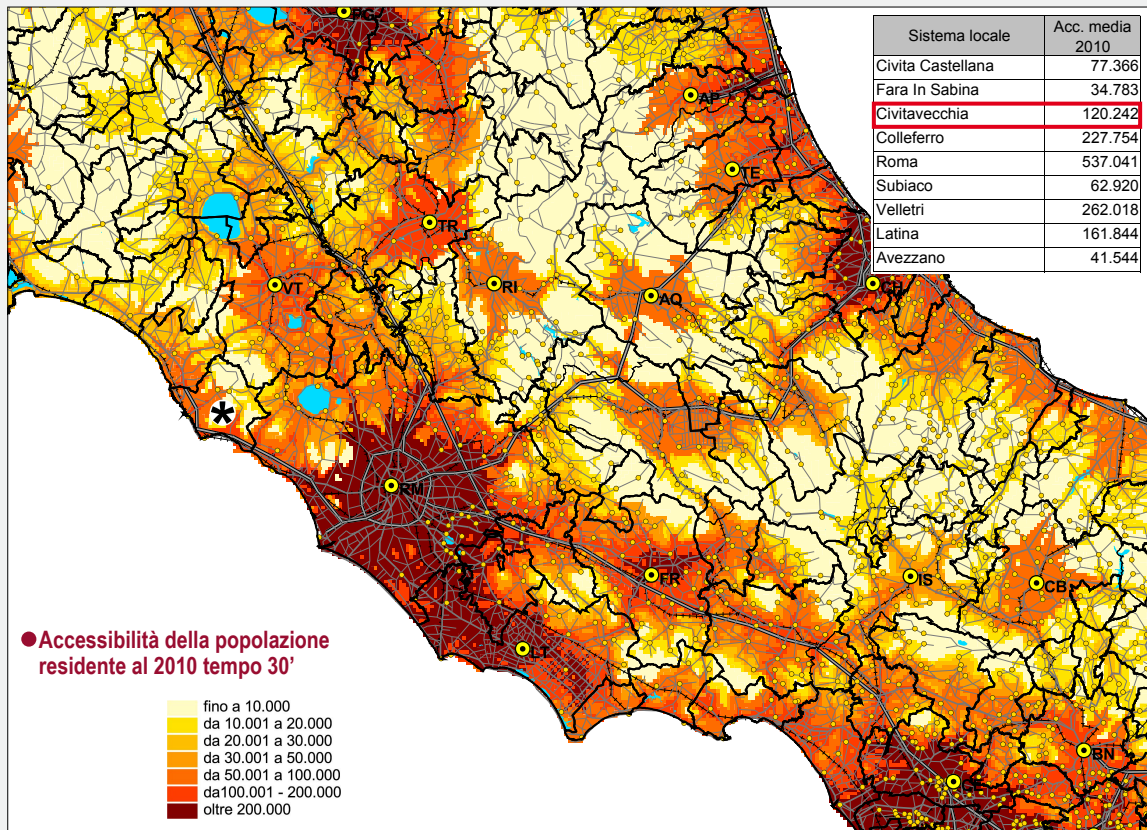 Sistema locale
Acc. media
2010
Civita Castellana 77.366
Fara In Sabina 34.783
Civitavecchia 120.242
Colleferro 227.754
Roma 537.041
Subiaco 62.920
Velletri 262.018
Latina 161.844
Avezzano 41.544
AP
TE
TR
VT
RI
AQ
CH
*
RM
FR
IS
CB
LT
BN
CE
●Accessibilità della popolazione
residente al 2010 tempo 30'
fino a 10.000
da 10.001 a 20.000
da 20.001 a 30.000
da 30.001 a 50.000
da 50.001 a 100.000
da100.001 - 200.000
oltre 200.000